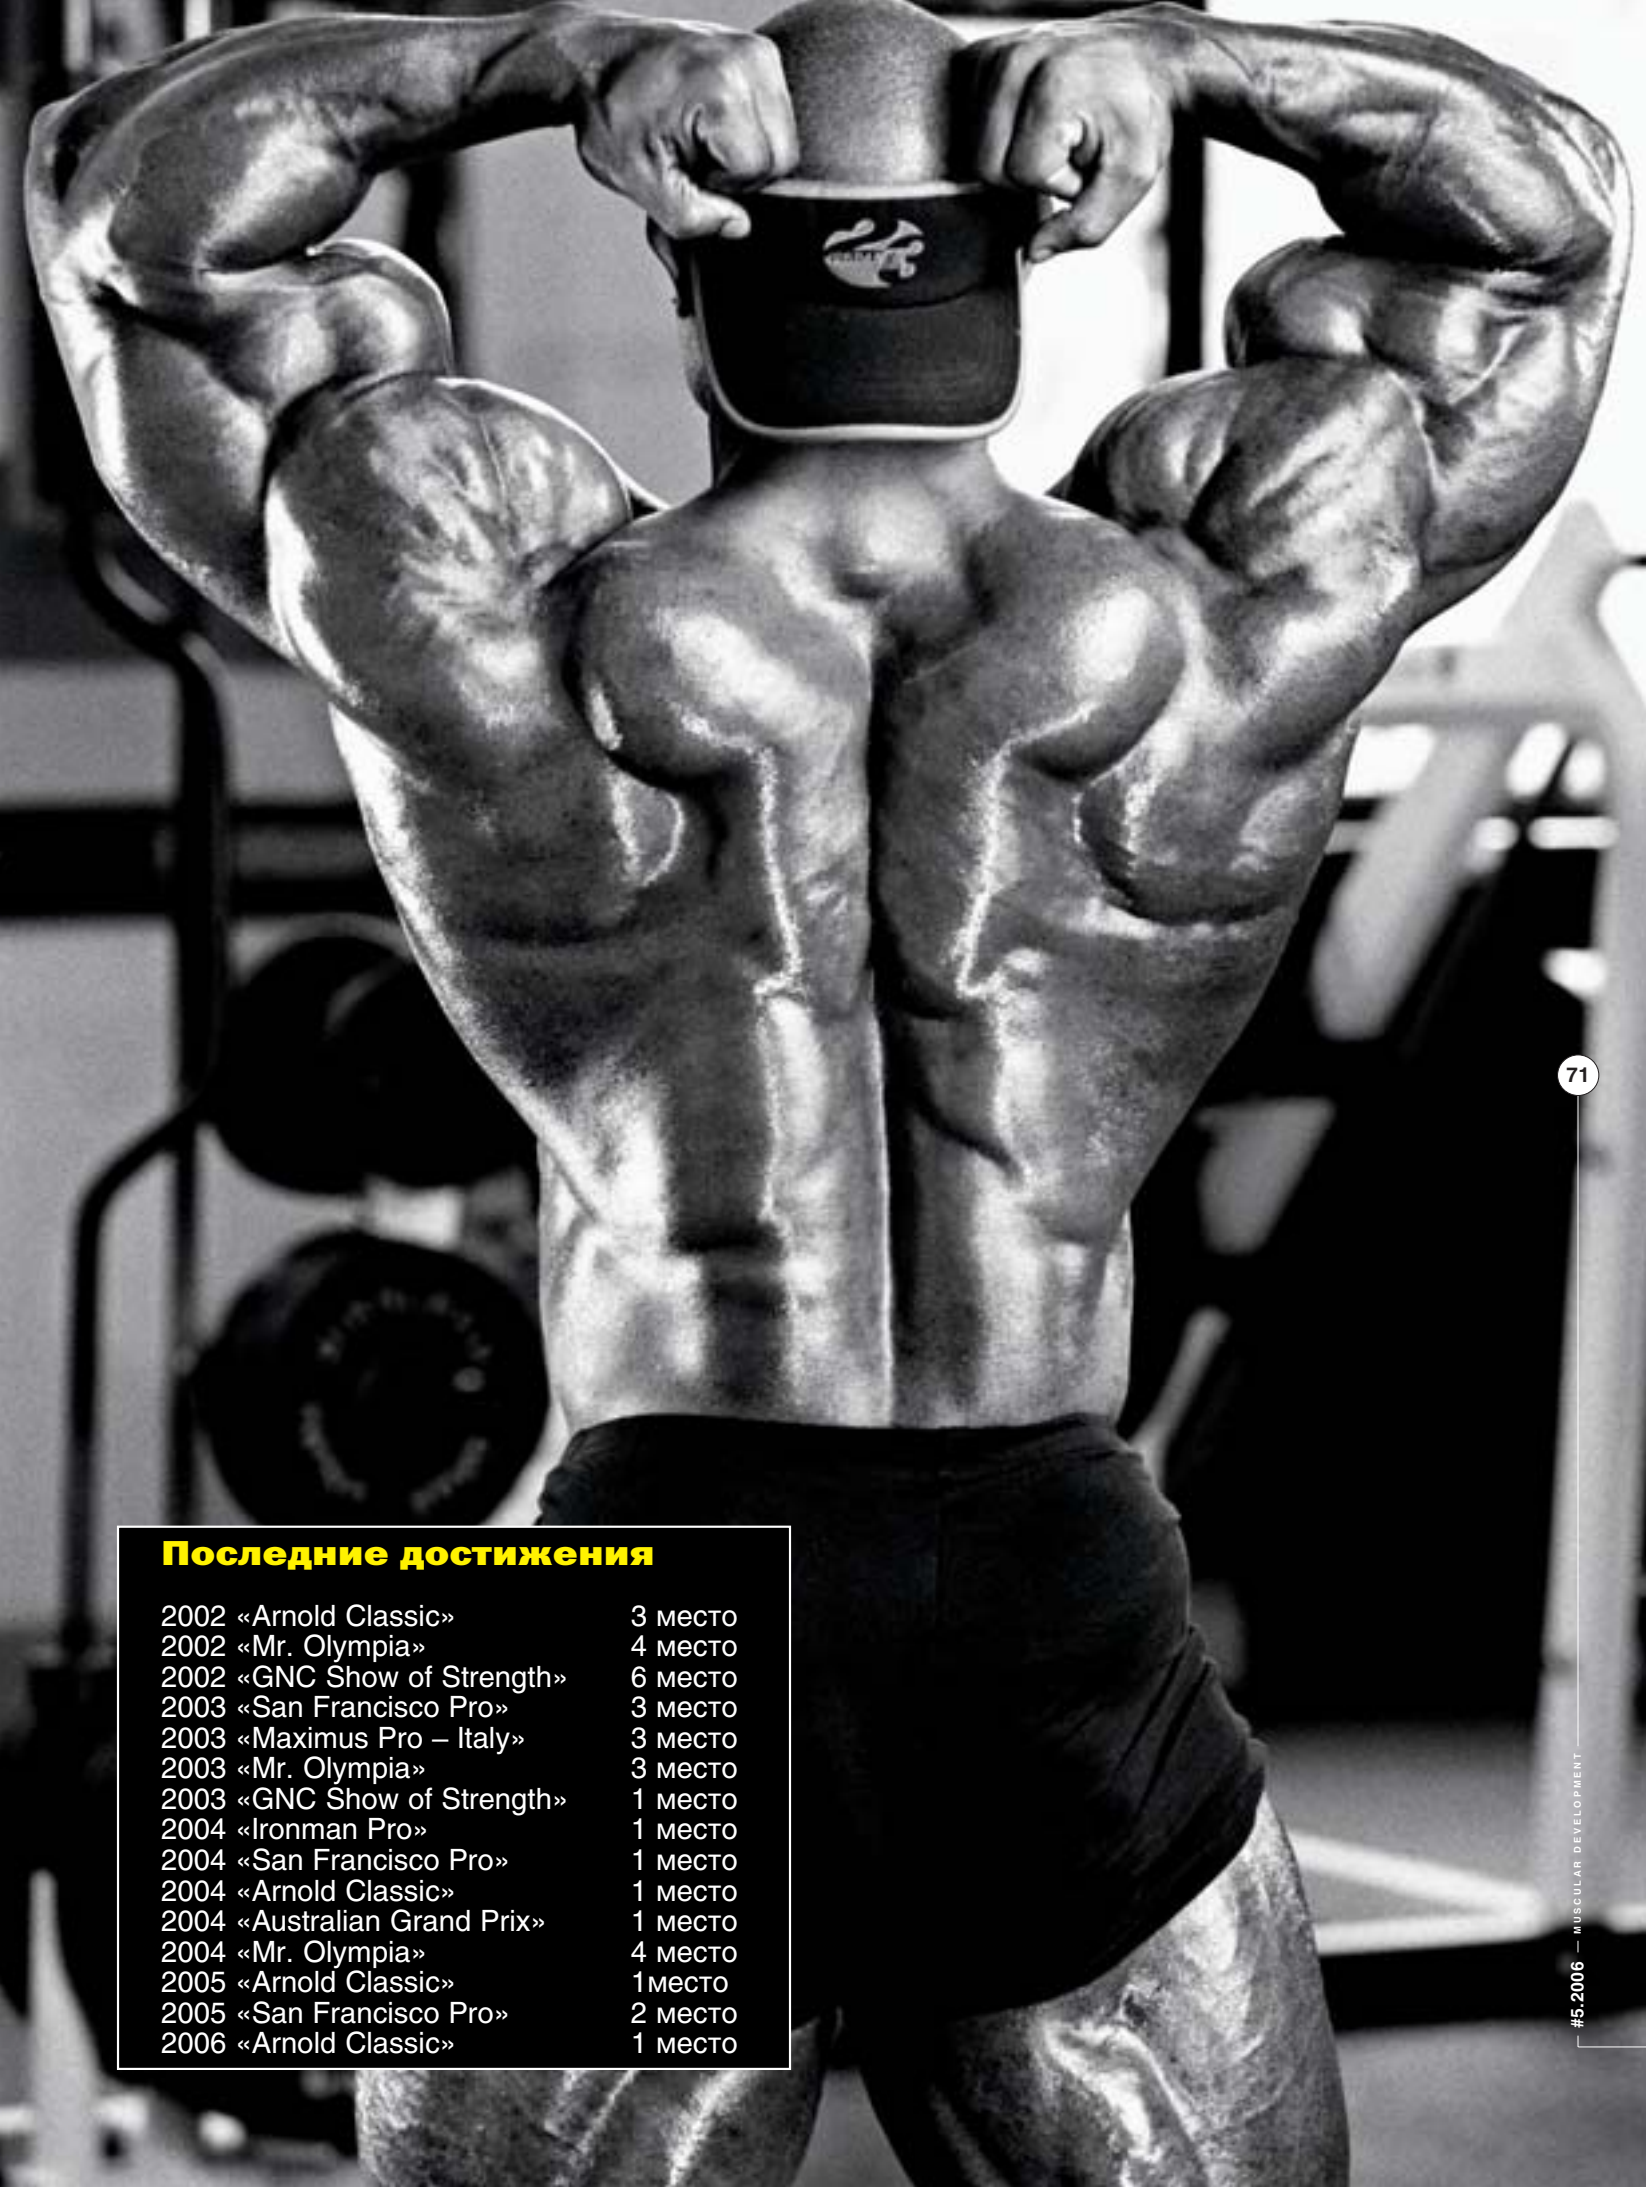 71
Последние достижения
2002 «Arnold Classic» 3 место
2002 «Mr. Olympia» 4 место
2002 «GNC Show of Strength» 6 место
2003 «San Francisco Pro» 3 место
2003 «Maximus Pro – Italy» 3 место
2003 «Mr. Olympia» 3 место
2003 «GNC Show of Strength» 1 место
2004 «Ironman Pro» 1 место
2004 «San Francisco Pro» 1 место
2004 «Arnold Classic» 1 место
2004 «Australian Grand Prix» 1 место
2004 «Mr. Olympia» 4 место
2005 «Arnold Classic» 1место
2005 «San Francisco Pro» 2 место
2006 «Arnold Classic» 1 место
#5.2006 — MUSCULAR DEVELOPMENT